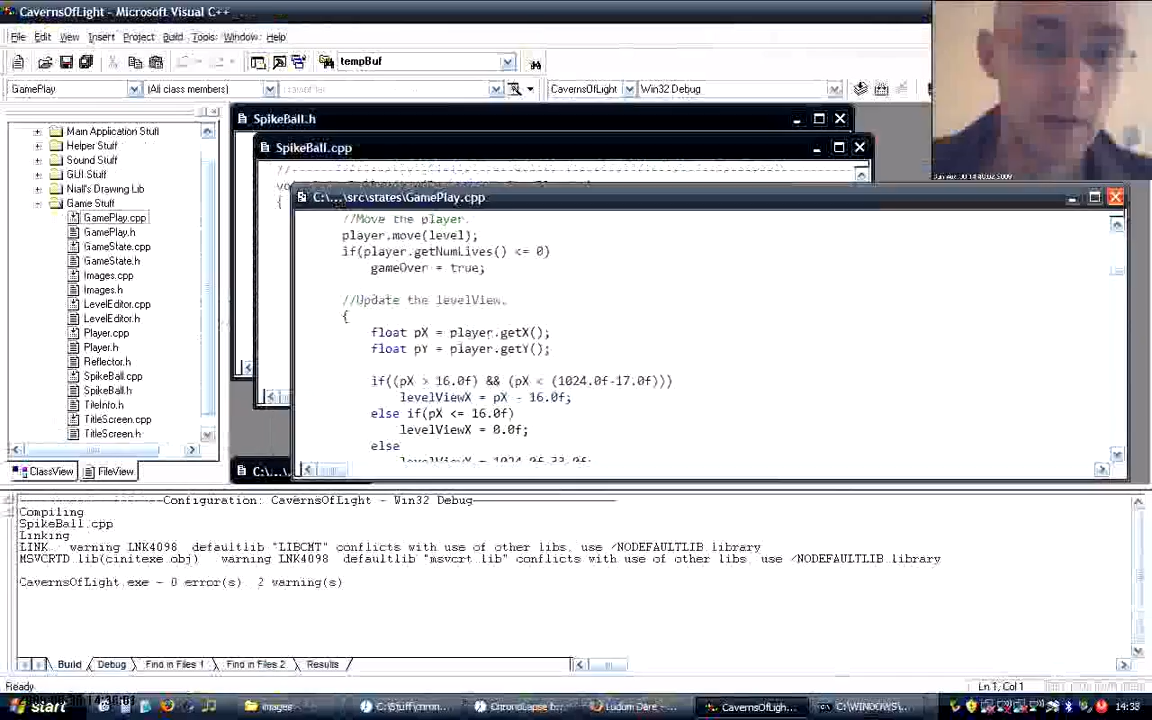 CavernsOfLight - Microsoft Visual C++
File Edit View Insert Project Build Tools Window Help
tempBuf
GamePlay (All class members) CavernsOfLight Win32 Debug
Main Application Stuff
Helper Stuff
Sound Stuff
GUI Stuff
Niall's Drawing Lib
Game Stuff
GamePlay.cpp
GamePlay.h
GameState.cpp
GameState.h
Images.cpp
Images.h
LevelEditor.cpp
LevelEditor.h
Player.cpp
Player.h
Reflector.h
SpikeBall.cpp
SpikeBall.h
TileInfo.h
TitleScreen.cpp
TitleScreen.h
ClassView FileView
SpikeBall.h
SpikeBall.cpp
C:\...\src\states\GamePlay.cpp
//Move the player.
player.move(level);
if(player.getNumLives() <= 0)
gameOver = true;
//Update the levelView.
{
float pX = player.getX();
float pY = player.getY();
if((pX > 16.0f) && (pX < (1024.0f-17.0f)))
levelViewX = pX - 16.0f;
else if(pX <= 16.0f)
levelViewX = 0.0f;
else
levelViewX = 1024.0f-33.0f;
C:\...\
Configuration: CavernsOfLight - Win32 Debug
Compiling
SpikeBall.cpp
Linking
LINK warning LNK4098 defaultlib "LIBCMT" conflicts with use of other libs, use /NODEFAULTLIB library
MSVCRTD.lib(cinitexe.obj) warning LNK4098 defaultlib "msvcrt.lib" conflicts with use of other libs, use /NODEFAULTLIB library
CavernsOfLight.exe - 0 error(s) 2 warning(s)
Build Debug Find in Files 1 Find in Files 2 Results
Ready
Ln 1, Col 1
start images C:\Stuff\chron... ChronoLapse b... Ludum Dare -... CavernsOfLigh... C:\WINDOWS\... 14:38